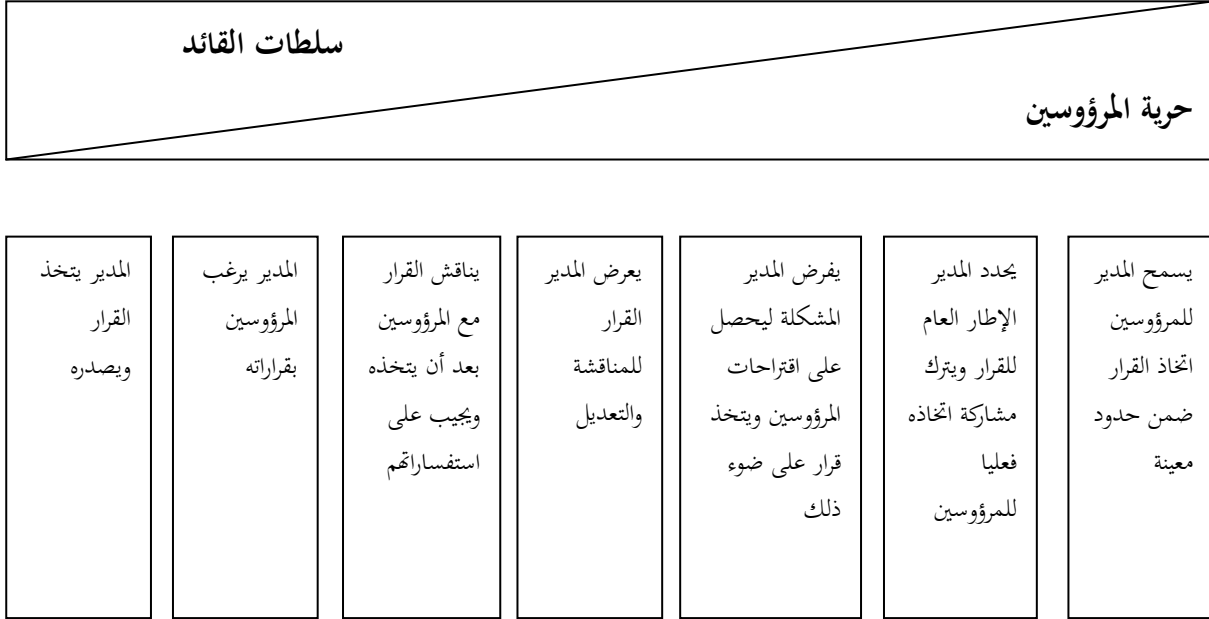 سلطات القائد
حرية المرؤوسين
يسمح المدير
للمرؤوسين
اتخاذ القرار
ضمن حدود
معينة
يحدد المدير
الإطار العام
للقرار ويترك
مشاركة اتخاذه
فعليا
للمرؤوسين
يفرض المدير
المشكلة ليحصل
على اقتراحات
المرؤوسين ويتخذ
قرار على ضوء
ذلك
يعرض المدير
القرار
للمناقشة
والتعديل
يناقش القرار
مع المرؤوسين
بعد أن يتخذه
ويجيب على
استفساراتهم
المدير يرغب
المرؤوسين
بقراراته
المدير يتخذ
القرار
ويصدره